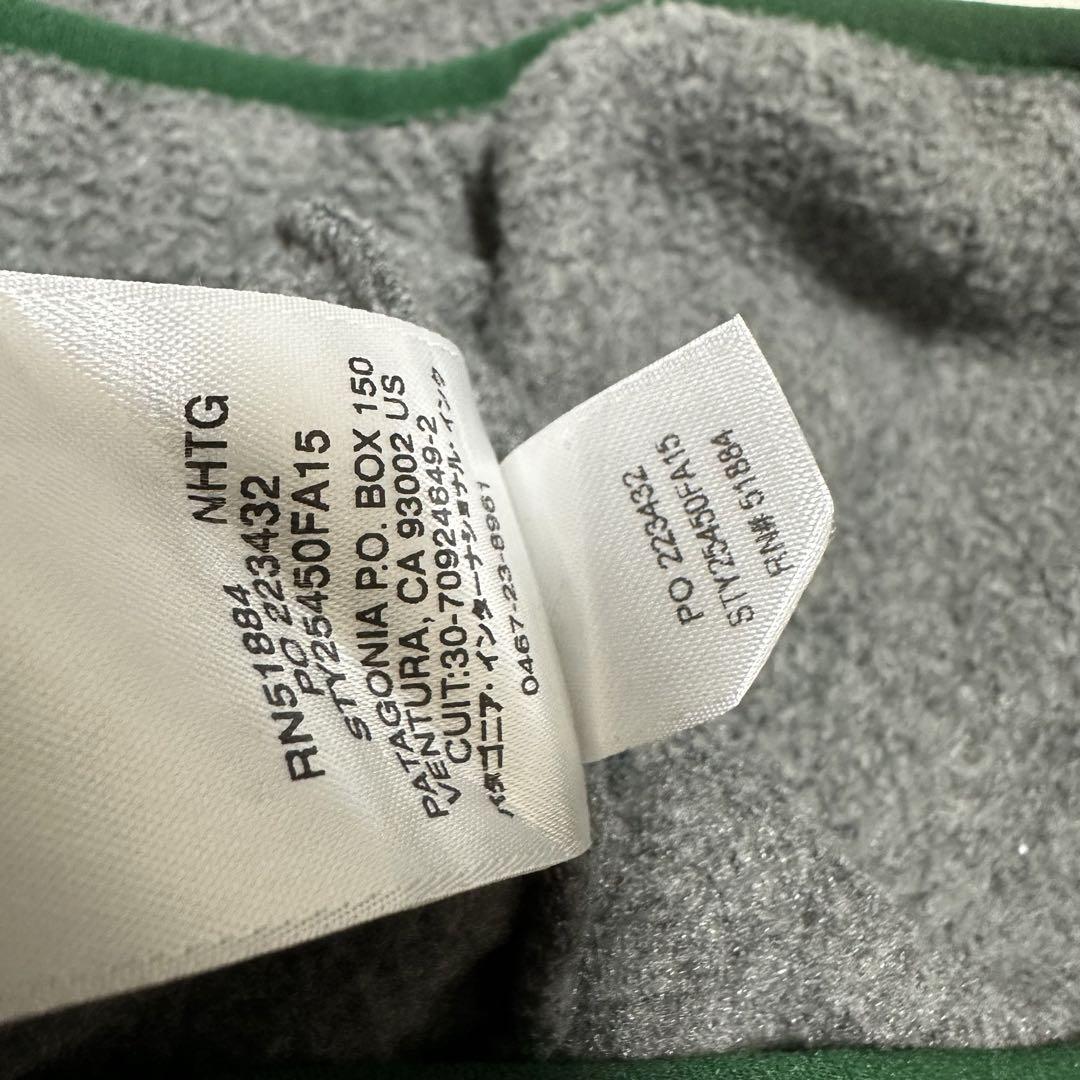 NHTG
RN51884
PO 223432
STY25450FA15
PATAGONIA P.O. BOX 150
VENTURA, CA 93002 US
CUIT:30-70924649-2
パタゴニア・インターナショナル・インク
0467-23-8961
PO 223432
STY25450FA15
RN# 51884